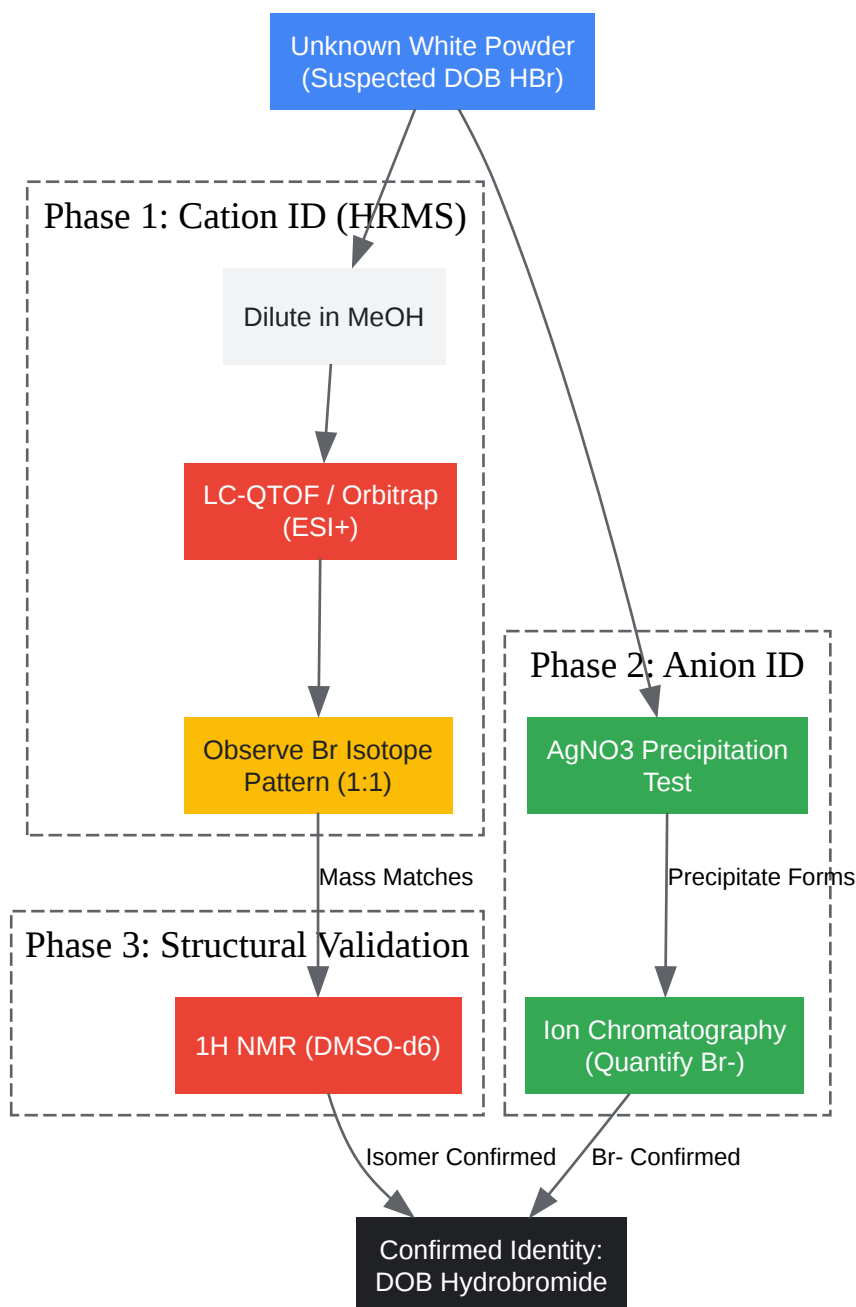 Unknown White Powder
(Suspected DOB HBr)
Phase 1: Cation ID (HRMS)
Dilute in MeOH
LC-QTOF / Orbitrap
(ESI+)
Observe Br Isotope
Pattern (1:1)
Mass Matches
Phase 2: Anion ID
AgNO3 Precipitation
Test
Precipitate Forms
Phase 3: Structural Validation
1H NMR (DMSO-d6)
Ion Chromatography
(Quantify Br-)
Isomer Confirmed
Br- Confirmed
Confirmed Identity:
DOB Hydrobromide